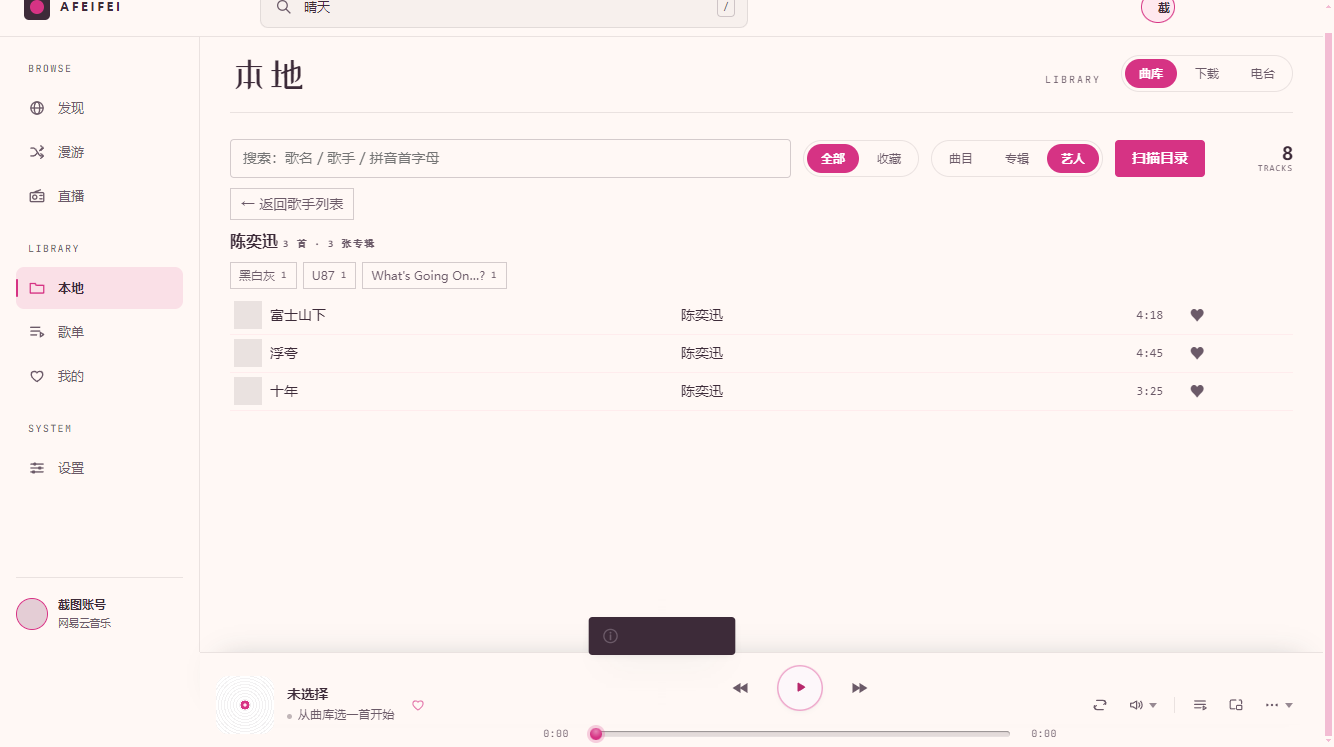 AFEIFEI
晴天
/
截
BROWSE
发现
漫游
直播
LIBRARY
本地
歌单
我的
SYSTEM
设置
截图账号
网易云音乐
本地
LIBRARY
曲库 下载 电台
搜索：歌名 / 歌手 / 拼音首字母
全部 收藏
曲目 专辑 艺人
扫描目录
8
TRACKS
← 返回歌手列表
陈奕迅 3 首 · 3 张专辑
黑白灰 1 U87 1 What's Going On…? 1
富士山下 陈奕迅 4:18
浮夸 陈奕迅 4:45
十年 陈奕迅 3:25
未选择
从曲库选一首开始
0:00 0:00